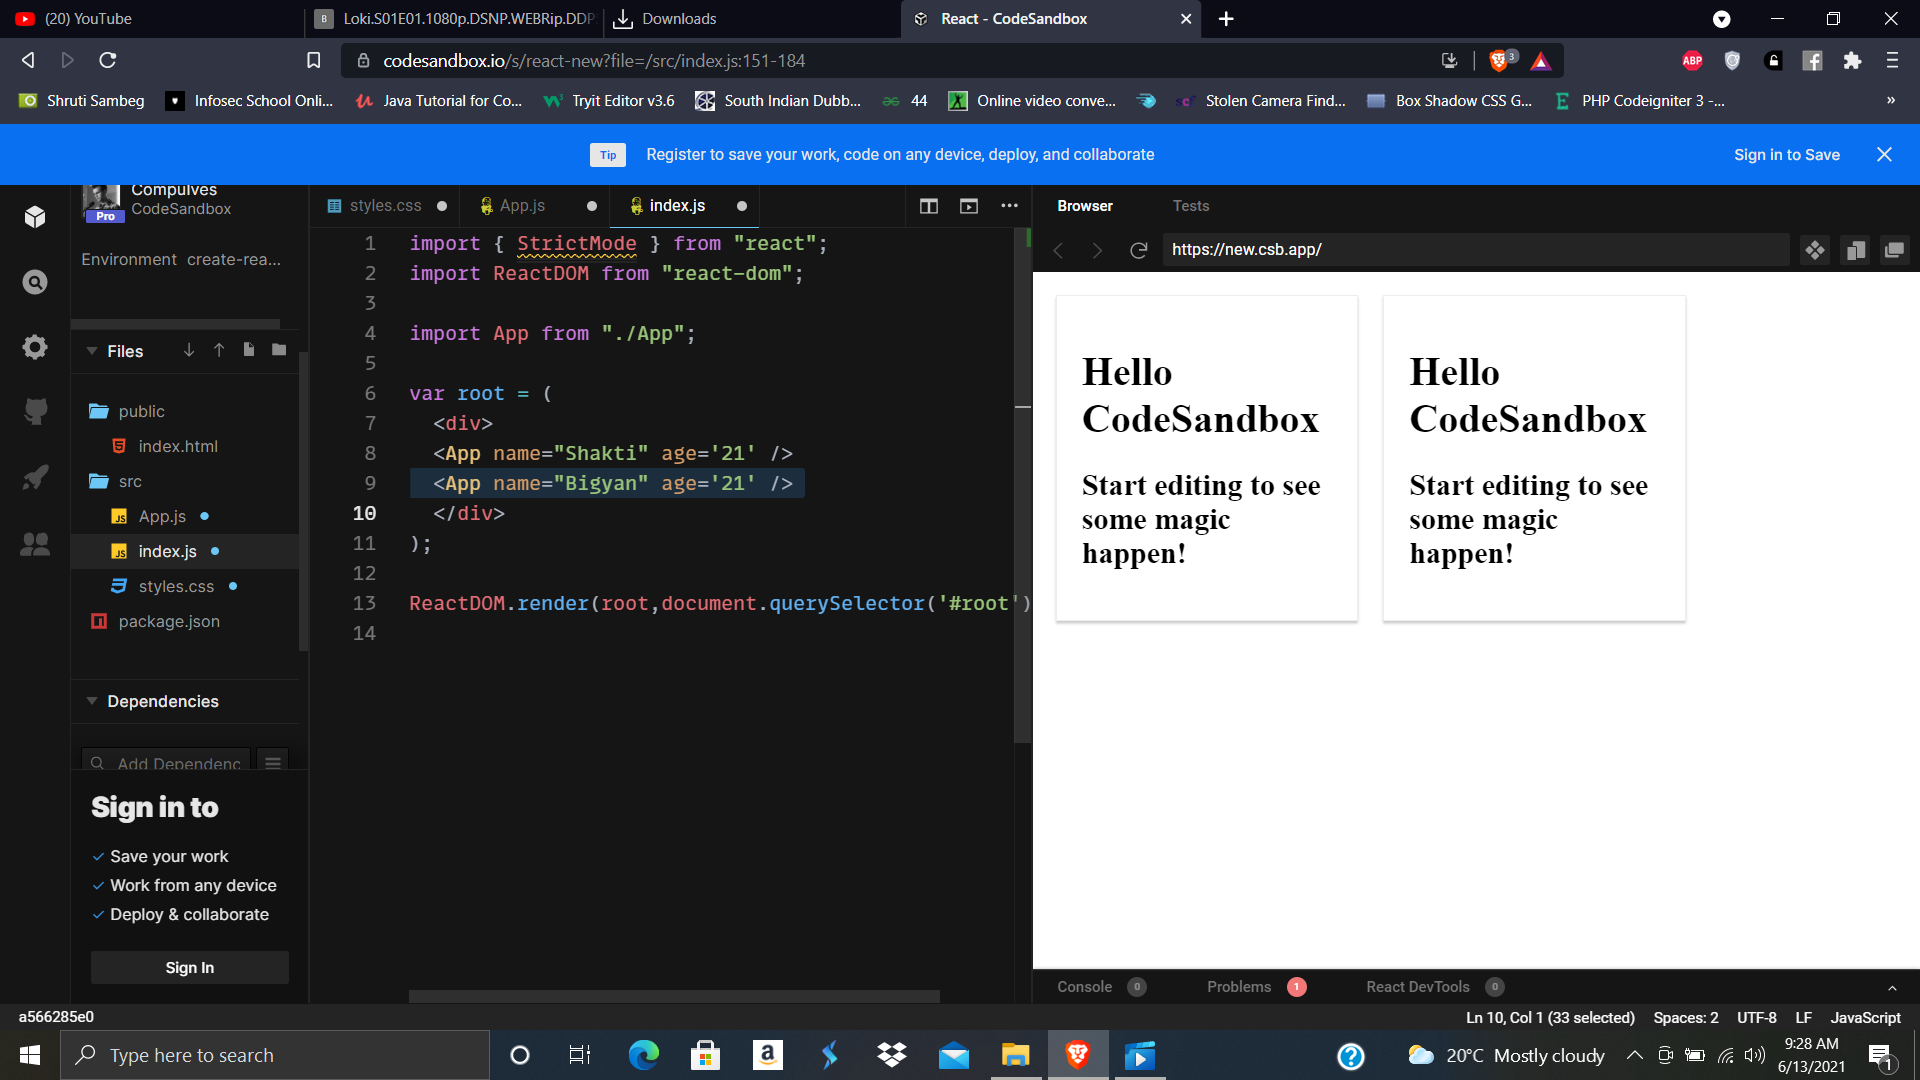 (20) YouTube
Loki.S01E01.1080p.DSNP.WEBRip.DDP
Downloads
React - CodeSandbox
codesandbox.io/s/react-new?file=/src/index.js:151-184
3
ABP
Shruti Sambeg
Infosec School Onli...
Java Tutorial for Co...
Tryit Editor v3.6
South Indian Dubb...
44
Online video conve...
Stolen Camera Find...
Box Shadow CSS G...
PHP Codeigniter 3 -...
»
Tip
Register to save your work, code on any device, deploy, and collaborate
Sign in to Save
CompuIves
CodeSandbox
Pro
Environment create-rea...
Files
public
index.html
src
App.js
index.js
styles.css
package.json
Dependencies
Add Dependenc
Sign in to
Save your work
Work from any device
Deploy & collaborate
Sign In
styles.css
App.js
index.js
1 import { StrictMode } from "react";
2 import ReactDOM from "react-dom";
3
4 import App from "./App";
5
6 var root = (
7 <div>
8 <App name="Shakti" age='21' />
9 <App name="Bigyan" age='21' />
10 </div>
11 );
12
13 ReactDOM.render(root,document.querySelector('#root')
14
Browser
Tests
https://new.csb.app/
Hello
CodeSandbox
Start editing to see
some magic
happen!
Hello
CodeSandbox
Start editing to see
some magic
happen!
Console 0
Problems 1
React DevTools 0
a566285e0
Ln 10, Col 1 (33 selected)
Spaces: 2
UTF-8
LF
JavaScript
Type here to search
20°C Mostly cloudy
9:28 AM
6/13/2021
1